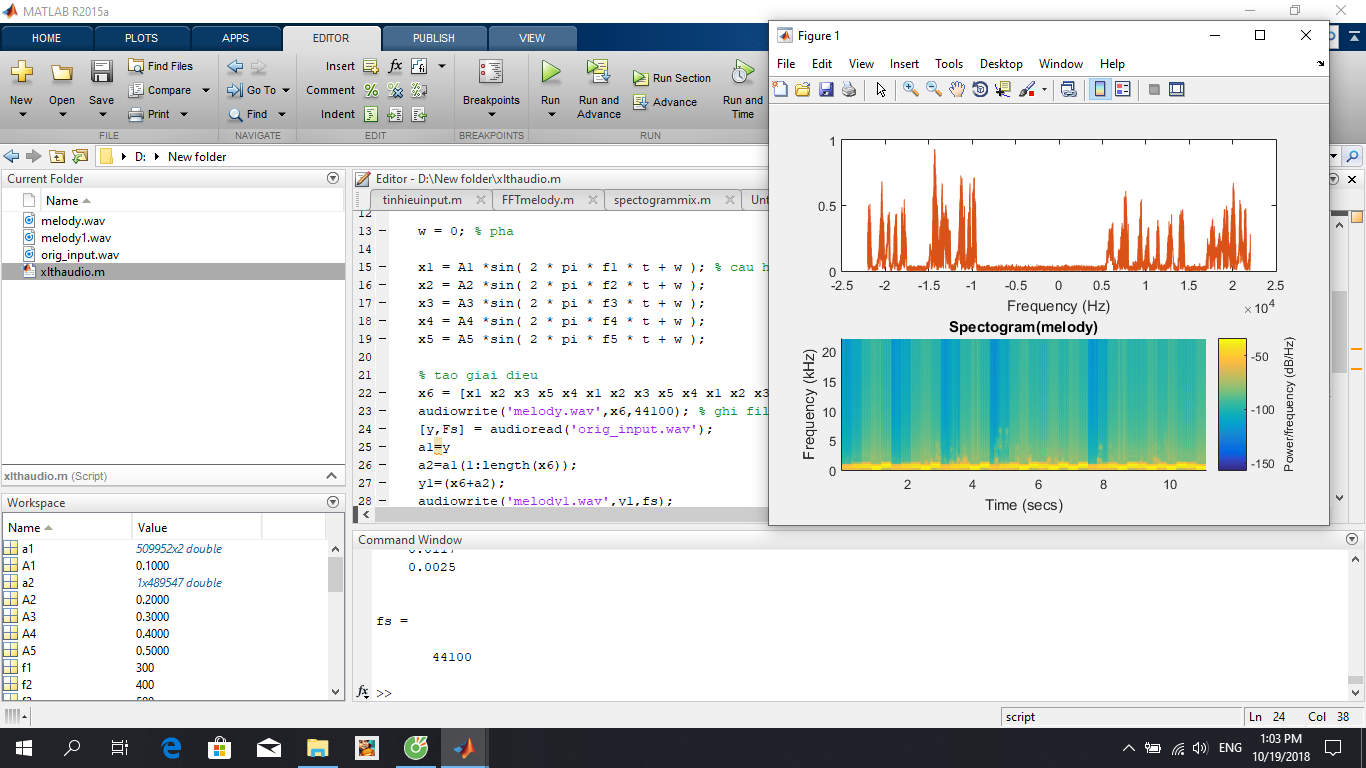 MATLAB R2015a
HOME PLOTS APPS EDITOR PUBLISH VIEW
New Open Save Find Files Compare Print
FILE
Go To Find
NAVIGATE
Insert fx
Comment
Indent
EDIT
Breakpoints
BREAKPOINTS
Run Run and Advance Run Section Advance Run and Time
RUN
D: New folder
Current Folder
Name
melody.wav
melody1.wav
orig_input.wav
xlthaudio.m
xlthaudio.m (Script)
Workspace
Name Value
a1 509952x2 double
A1 0.1000
a2 1x489547 double
A2 0.2000
A3 0.3000
A4 0.4000
A5 0.5000
f1 300
f2 400
Editor - D:\New folder\xlthaudio.m
tinhieuinput.m FFTmelody.m spectrogrammix.m Unt
12
13 w = 0; % pha
14
15 x1 = A1 *sin( 2 * pi * f1 * t + w ); % cau h
16 x2 = A2 *sin( 2 * pi * f2 * t + w );
17 x3 = A3 *sin( 2 * pi * f3 * t + w );
18 x4 = A4 *sin( 2 * pi * f4 * t + w );
19 x5 = A5 *sin( 2 * pi * f5 * t + w );
20
21 % tao giai dieu
22 x6 = [x1 x2 x3 x5 x4 x1 x2 x3 x5 x4 x1 x2 x3
23 audiowrite('melody.wav',x6,44100); % ghi fil
24 [y,Fs] = audioread('orig_input.wav');
25 a1=y
26 a2=a1(1:length(x6));
27 y1=(x6+a2);
28 audiowrite('melody1.wav',y1,fs);
Command Window
0.0117
0.0025
fs =
44100
fx >>
Figure 1
File Edit View Insert Tools Desktop Window Help
1
0.5
0
-2.5 -2 -1.5 -1 -0.5 0 0.5 1 1.5 2 2.5
Frequency (Hz)
×10^4
Spectogram(melody)
20
15
10
5
0
Frequency (kHz)
2 4 6 8 10
Time (secs)
-50
-100
-150
Power/frequency (dB/Hz)
script Ln 24 Col 38
ENG
1:03 PM
10/19/2018